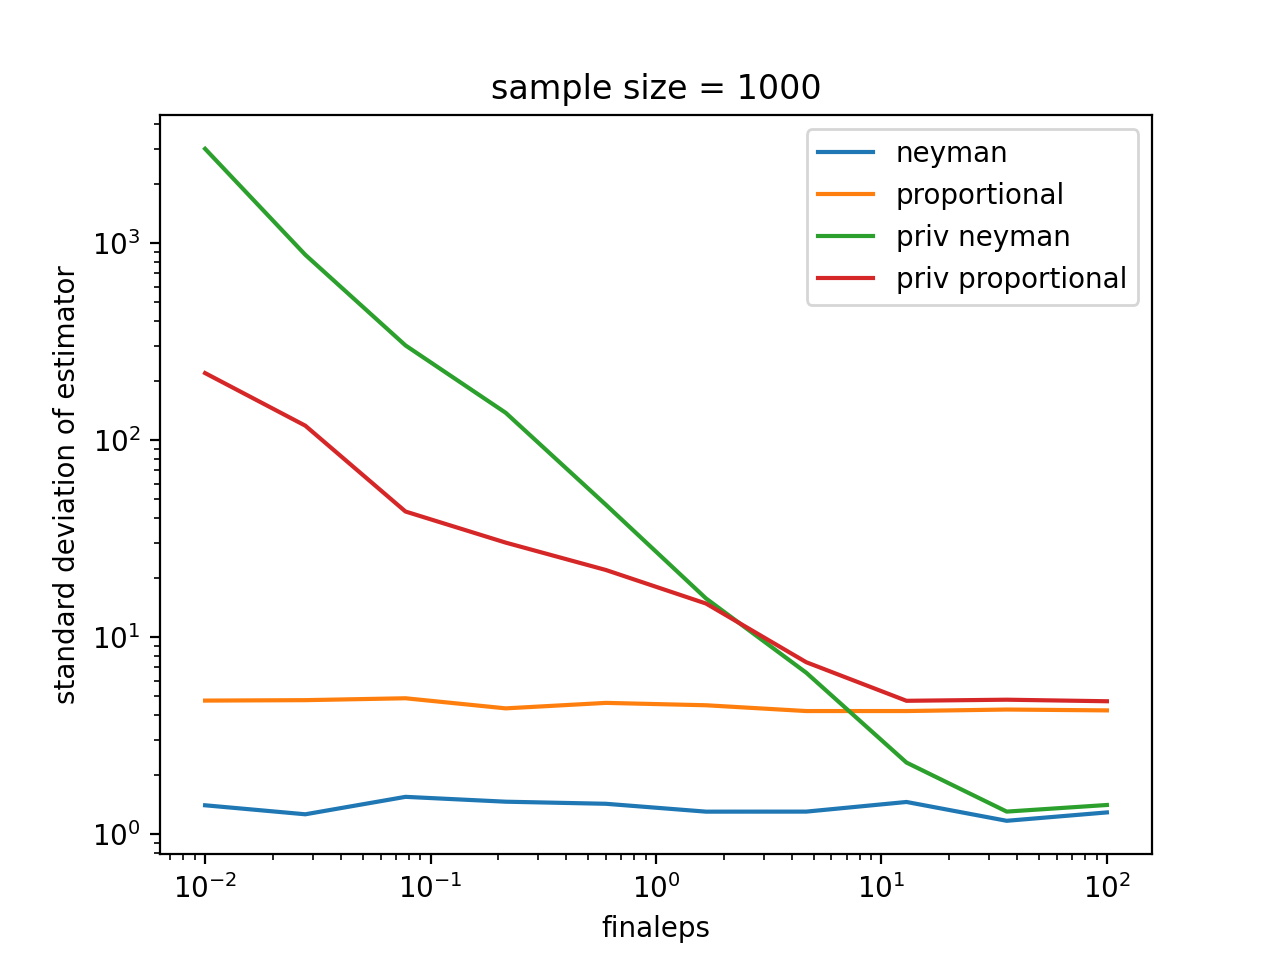 sample size = 1000
neyman
proportional
priv neyman
priv proportional
standard deviation of estimator
10³
10²
10¹
10⁰
10⁻²
10⁻¹
10⁰
10¹
10²
finaleps